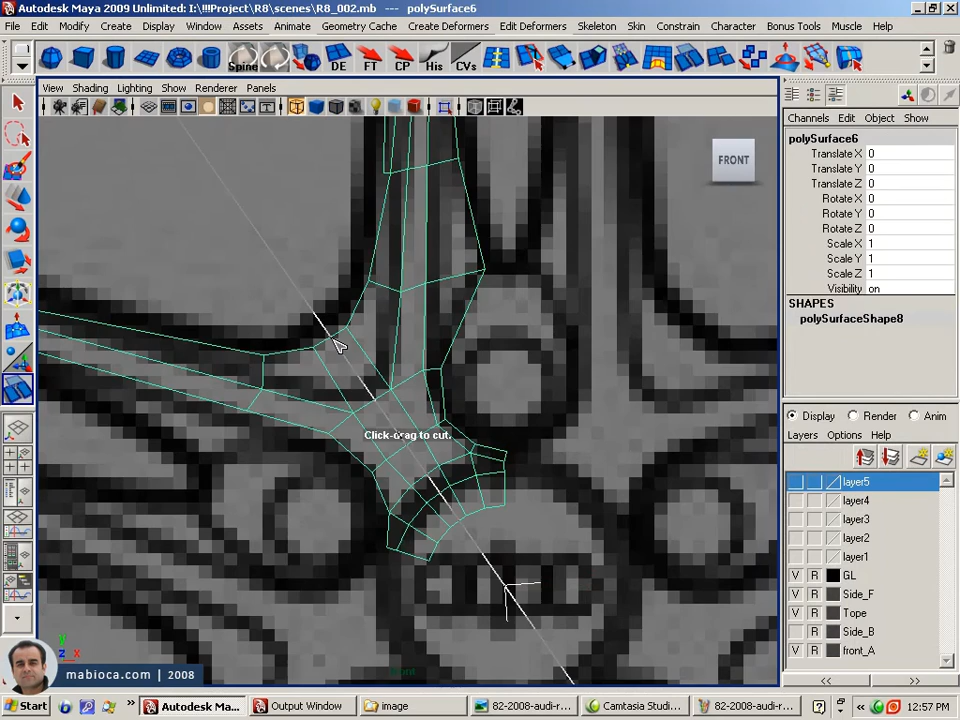 Autodesk Maya 2009 Unlimited: I:\!!!Project\R8\scenes\R8_002.mb --- polySurface6
File Edit Modify Create Display Window Assets Animate Geometry Cache Create Deformers Edit Deformers Skeleton Skin Constrain Character Bonus Tools Muscle Help
Spine DE FT CP His CVs
View Shading Lighting Show Renderer Panels
Channels Edit Object Show
polySurface6
Translate X 0
Translate Y 0
Translate Z 0
Rotate X 0
Rotate Y 0
Rotate Z 0
Scale X 1
Scale Y 1
Scale Z 1
Visibility on
SHAPES
polySurfaceShape8
FRONT
Click-drag to cut.
Display Render Anim
Layers Options Help
layer5
layer4
layer3
layer2
layer1
V R GL
V R Side_F
V R Tope
R Side_B
V R front_A
y
z x
mabioca.com | 2008
<< >>
Start Autodesk Ma... Output Window image 82-2008-audi-r... Camtasia Studi... 82-2008-audi-r... 12:57 PM